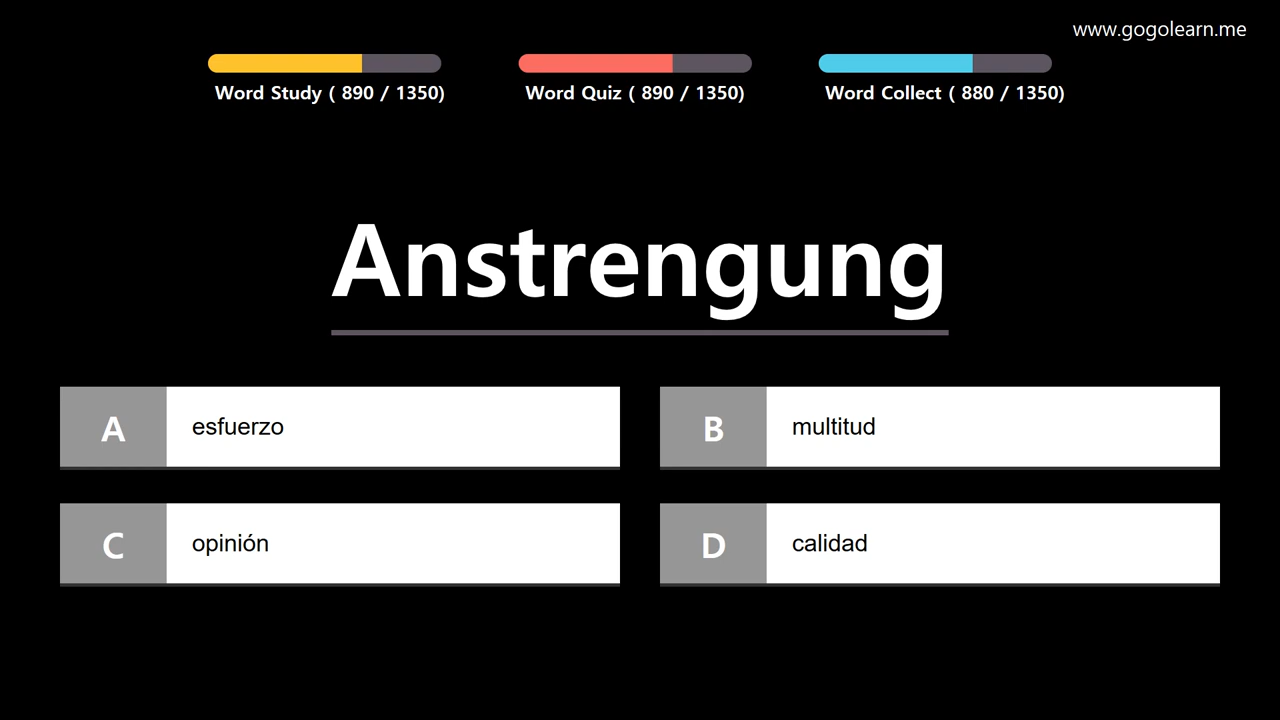 www.gogolearn.me
Word Study ( 890 / 1350)
Word Quiz ( 890 / 1350)
Word Collect ( 880 / 1350)
Anstrengung
A esfuerzo
B multitud
C opinión
D calidad